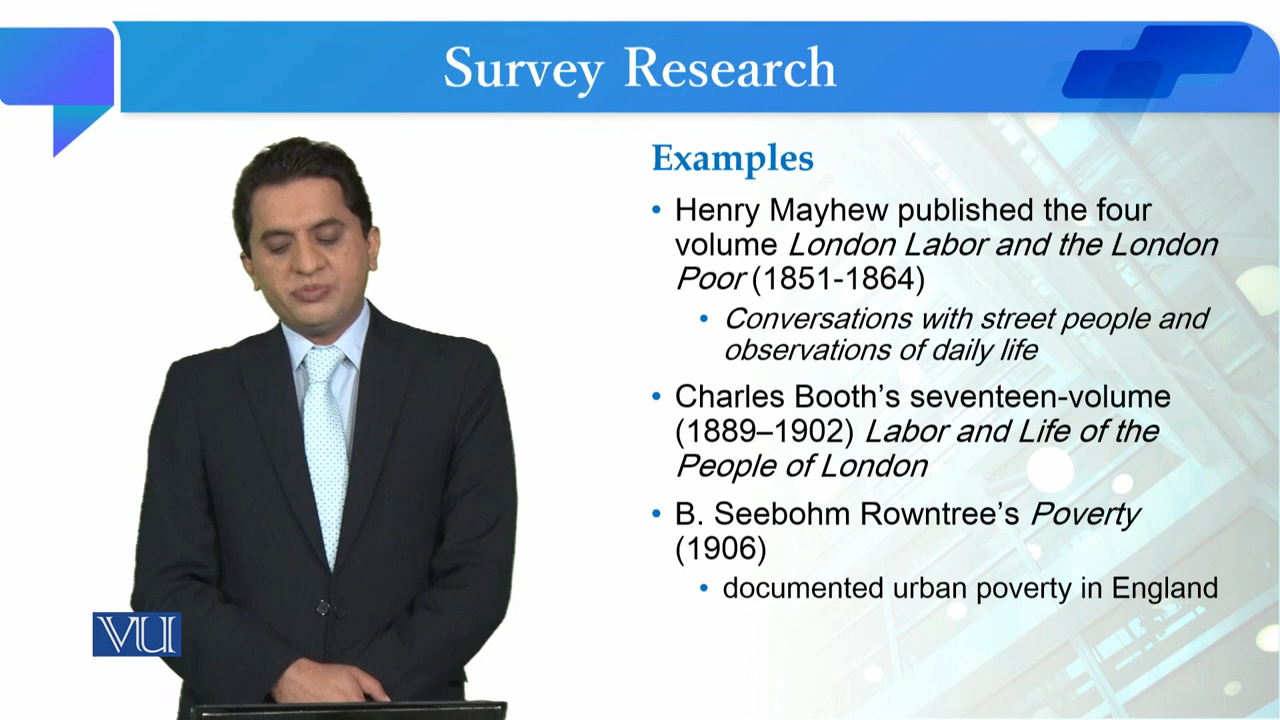 Survey Research
Examples
• Henry Mayhew published the four
volume London Labor and the London
Poor (1851-1864)
• Conversations with street people and
observations of daily life
• Charles Booth’s seventeen-volume
(1889–1902) Labor and Life of the
People of London
• B. Seebohm Rowntree’s Poverty
(1906)
• documented urban poverty in England
VU